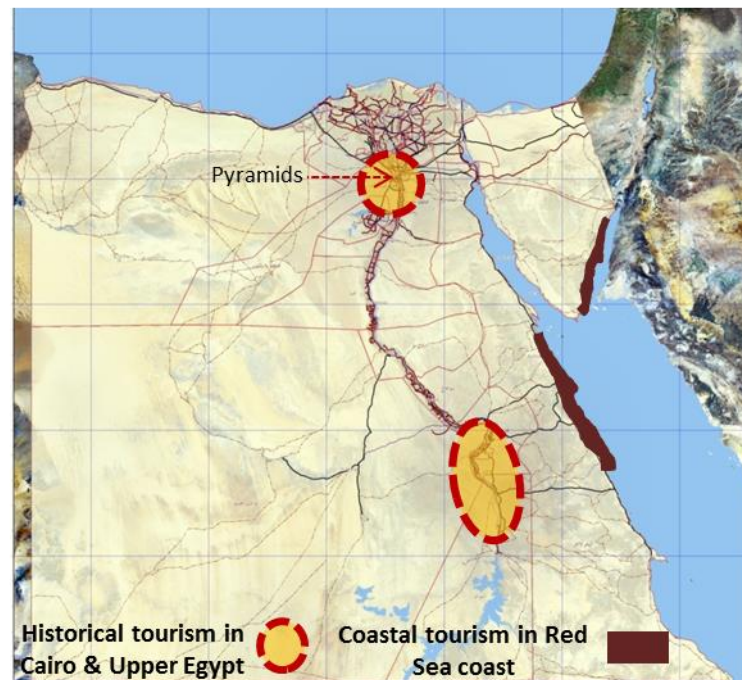 Pyramids
Historical tourism in
Cairo & Upper Egypt
Coastal tourism in Red
Sea coast